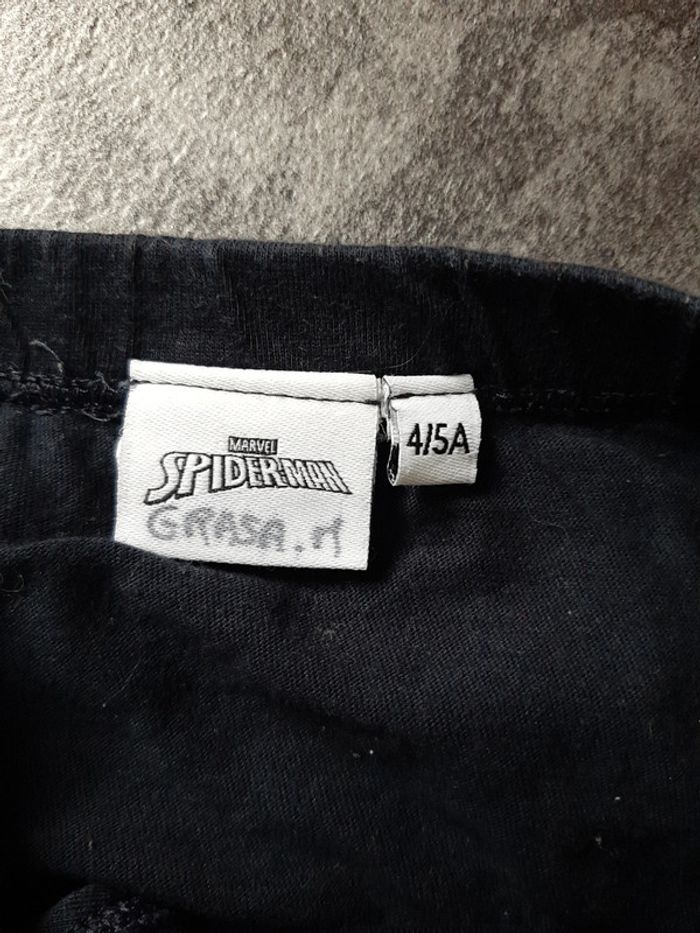 MARVEL
SPIDER-MAN
GRASA.M
4/5A